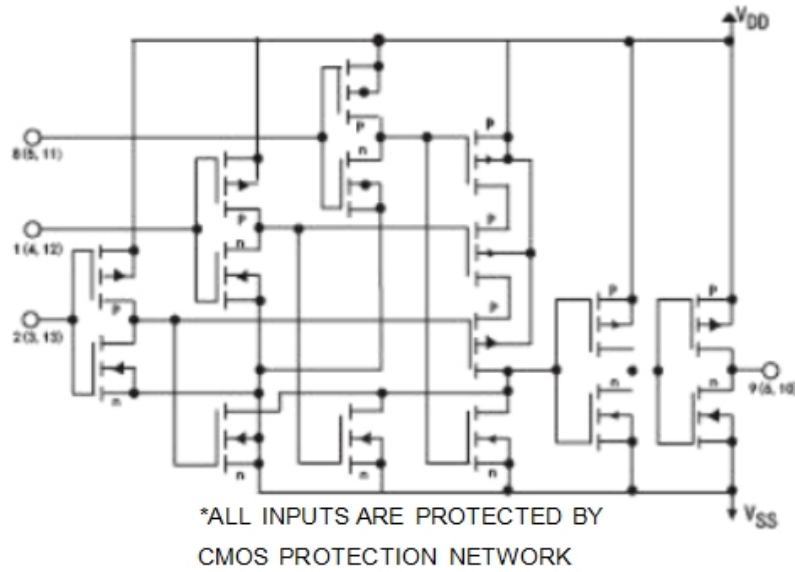 VDD
P
P
8(5, 11)
n
P
P
1(4, 12)
n
P
P
P
P
2(3, 13)
n
n
n
9(6, 10)
n
n
n
n
*ALL INPUTS ARE PROTECTED BY
VSS
CMOS PROTECTION NETWORK